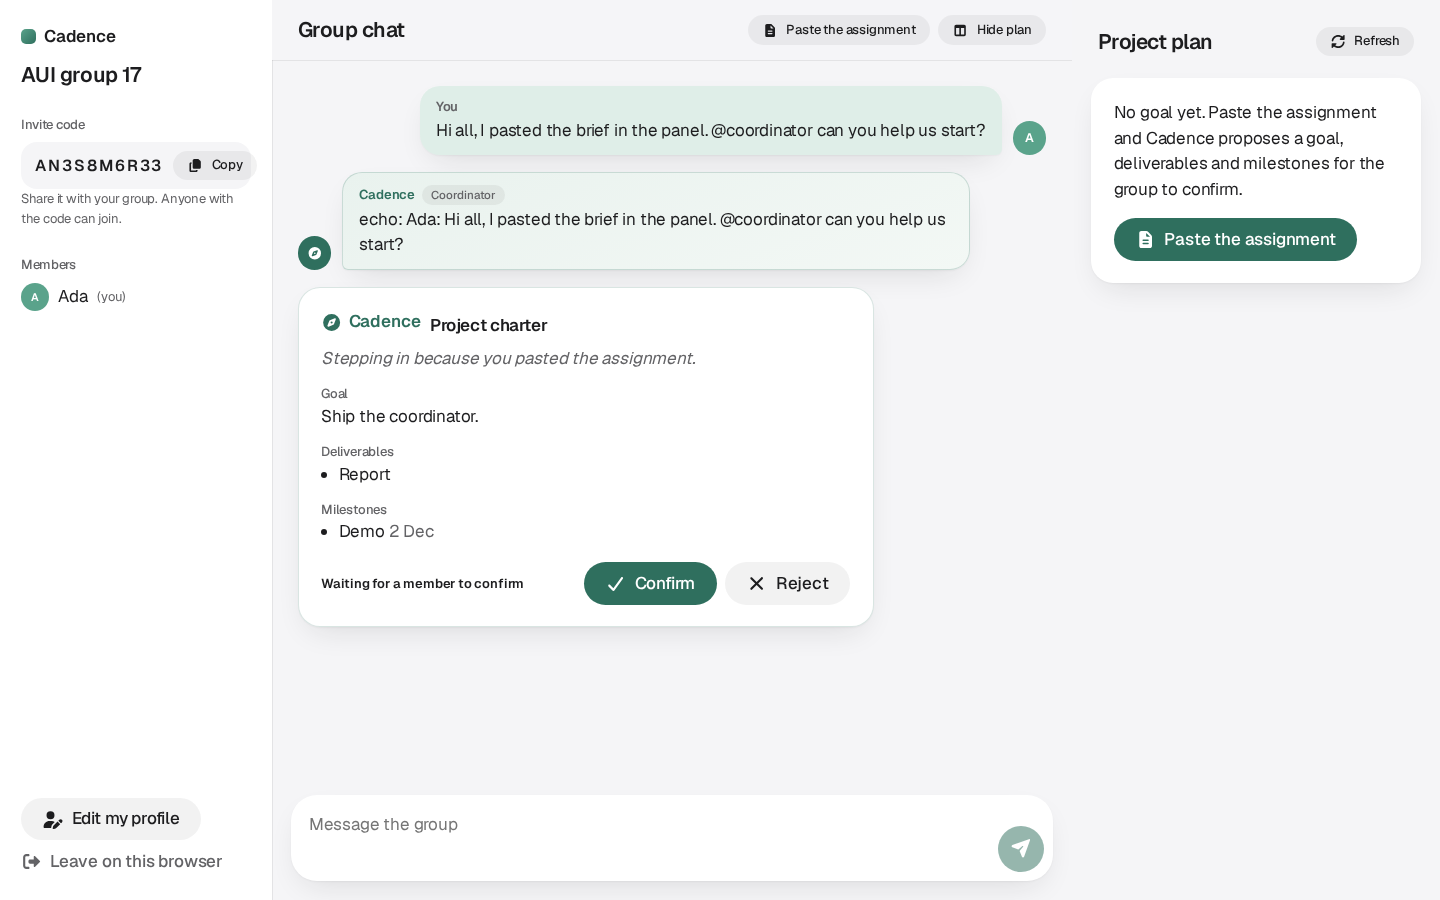 Cadence
AUI group 17
Invite code
AN3S8M6R33
Copy
Share it with your group. Anyone with
the code can join.
Members
A
Ada (you)
Edit my profile
Leave on this browser
Group chat
Paste the assignment
Hide plan
You
Hi all, I pasted the brief in the panel. @coordinator can you help us start?
A
Cadence Coordinator
echo: Ada: Hi all, I pasted the brief in the panel. @coordinator can you help us
start?
Cadence Project charter
Stepping in because you pasted the assignment.
Goal
Ship the coordinator.
Deliverables
• Report
Milestones
• Demo 2 Dec
Waiting for a member to confirm
Confirm
Reject
Message the group
Project plan
Refresh
No goal yet. Paste the assignment
and Cadence proposes a goal,
deliverables and milestones for the
group to confirm.
Paste the assignment